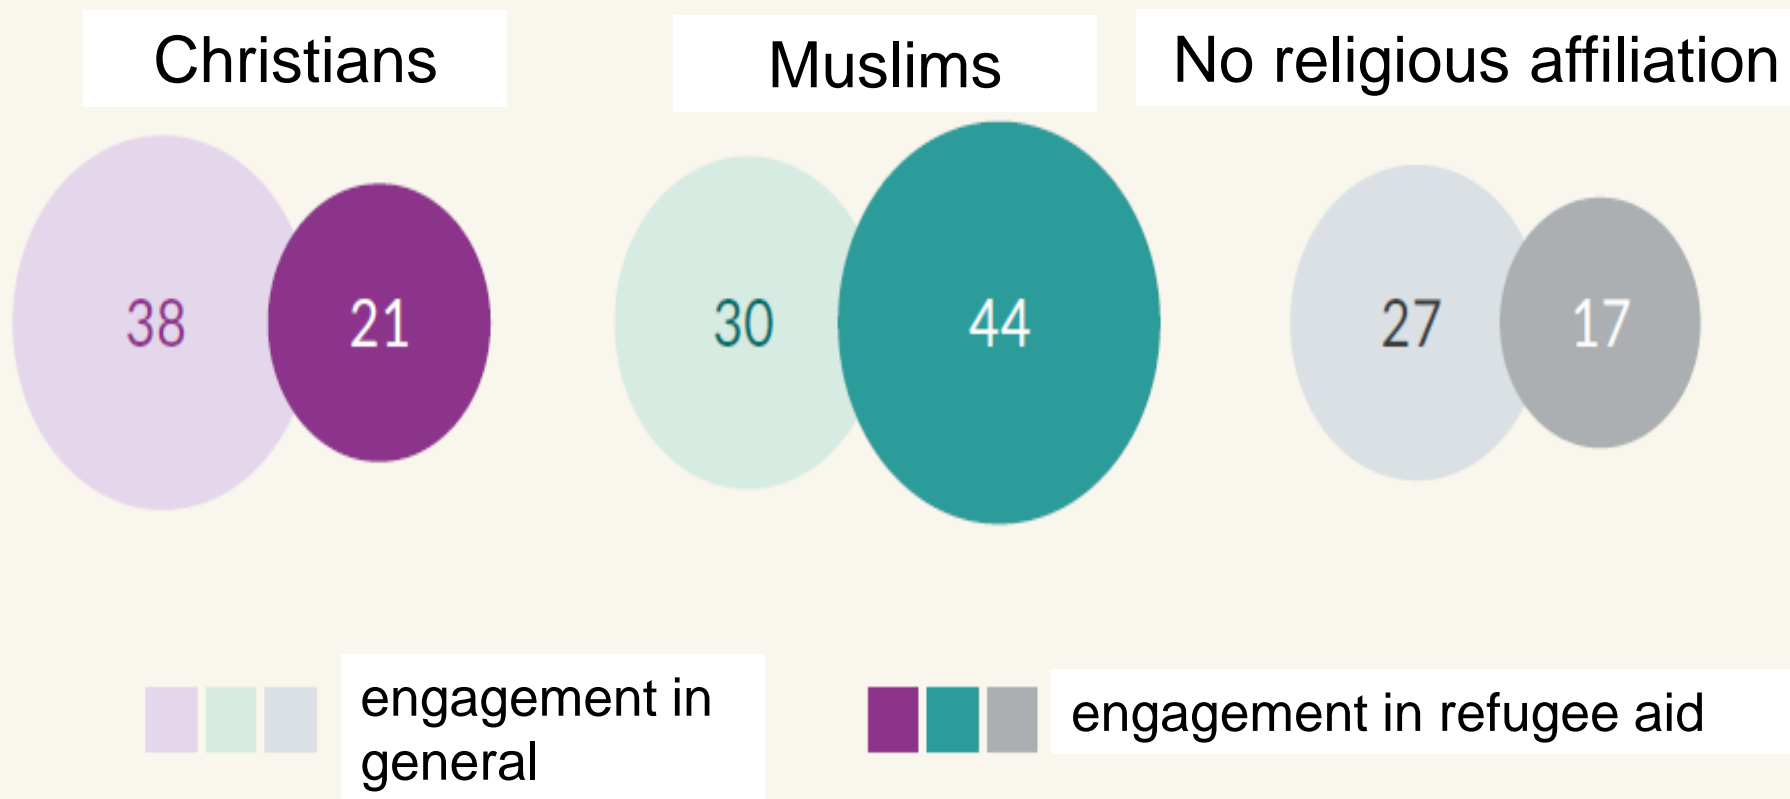 Christians
Muslims
No religious affiliation
38
21
30
44
27
17
engagement in
general
engagement in refugee aid